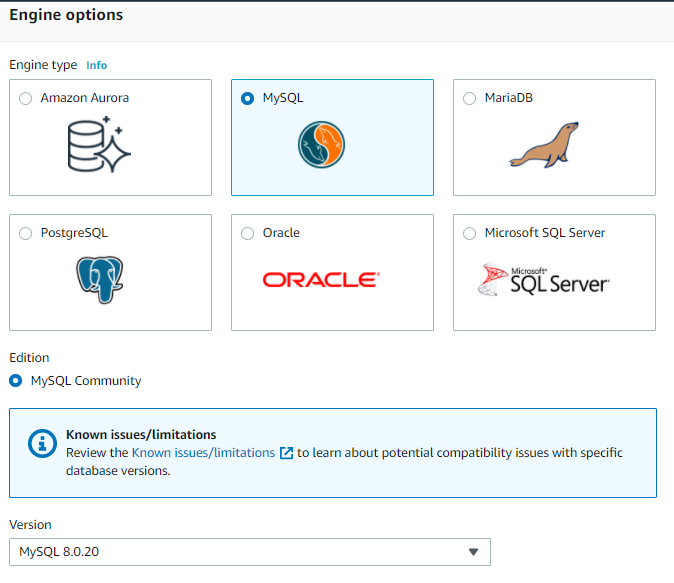 Engine options
Engine type Info
Amazon Aurora
MySQL
MariaDB
PostgreSQL
Oracle
Microsoft SQL Server
ORACLE
Microsoft
SQL Server
Edition
MySQL Community
Known issues/limitations
Review the Known issues/limitations to learn about potential compatibility issues with specific
database versions.
Version
MySQL 8.0.20